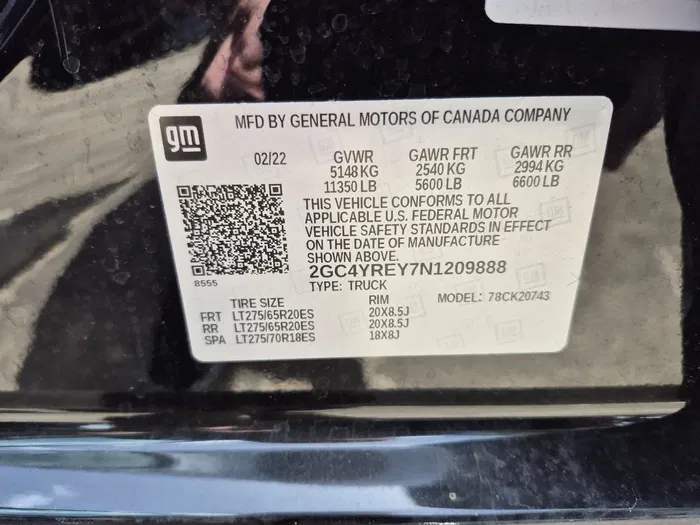 gm
MFD BY GENERAL MOTORS OF CANADA COMPANY
02/22 GVWR GAWR FRT GAWR RR
5148 KG 2540 KG 2994 KG
11350 LB 5600 LB 6600 LB
THIS VEHICLE CONFORMS TO ALL
APPLICABLE U.S. FEDERAL MOTOR
VEHICLE SAFETY STANDARDS IN EFFECT
ON THE DATE OF MANUFACTURE
SHOWN ABOVE.
8555
2GC4YREY7N1209888
TYPE: TRUCK MODEL: 78CK20743
TIRE SIZE RIM
FRT LT275/65R20ES 20X8.5J
RR LT275/65R20ES 20X8.5J
SPA LT275/70R18ES 18X8J